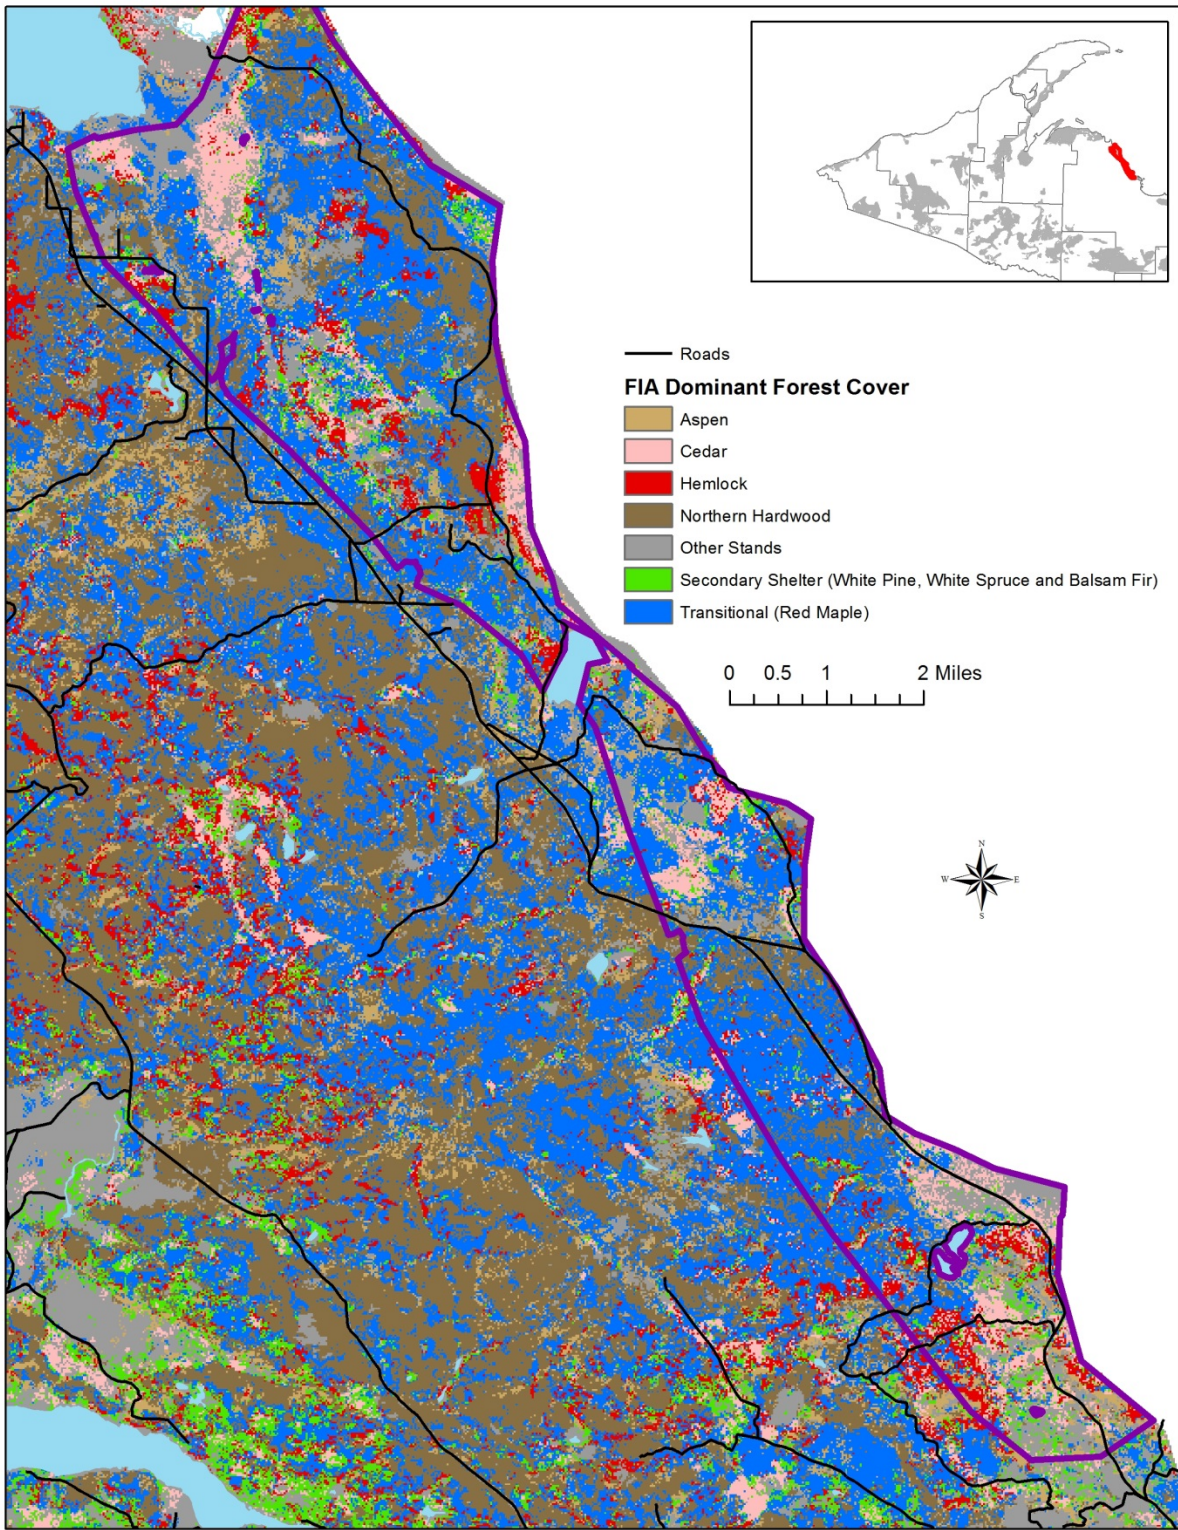 Roads
FIA Dominant Forest Cover
Aspen
Cedar
Hemlock
Northern Hardwood
Other Stands
Secondary Shelter (White Pine, White Spruce and Balsam Fir)
Transitional (Red Maple)
0 0.5 1 2 Miles
N
W E
S